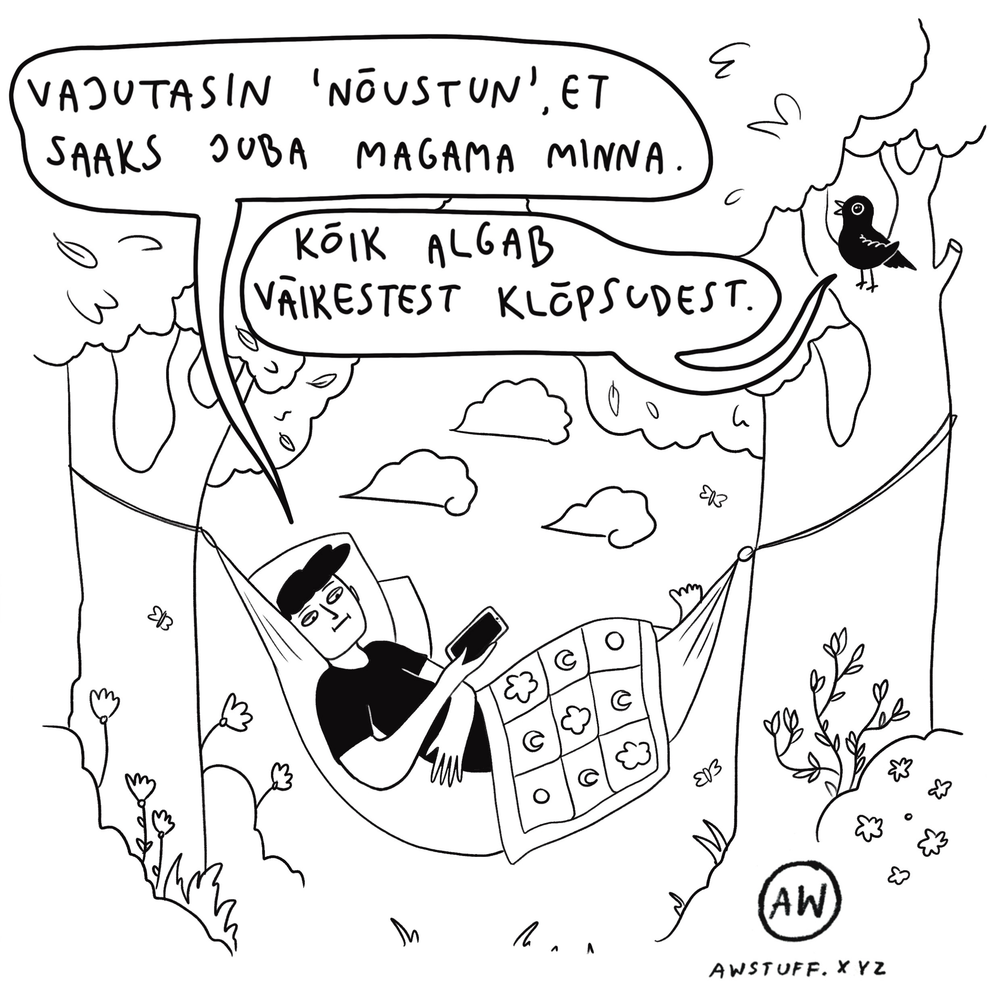 VAJUTASIN 'NÕUSTUN', ET
SAAKS JUBA MAGAMA MINNA.
KÕIK ALGAB
VÄIKESTEST KLÕPSUDEST.
AW
AWSTUFF.XYZ